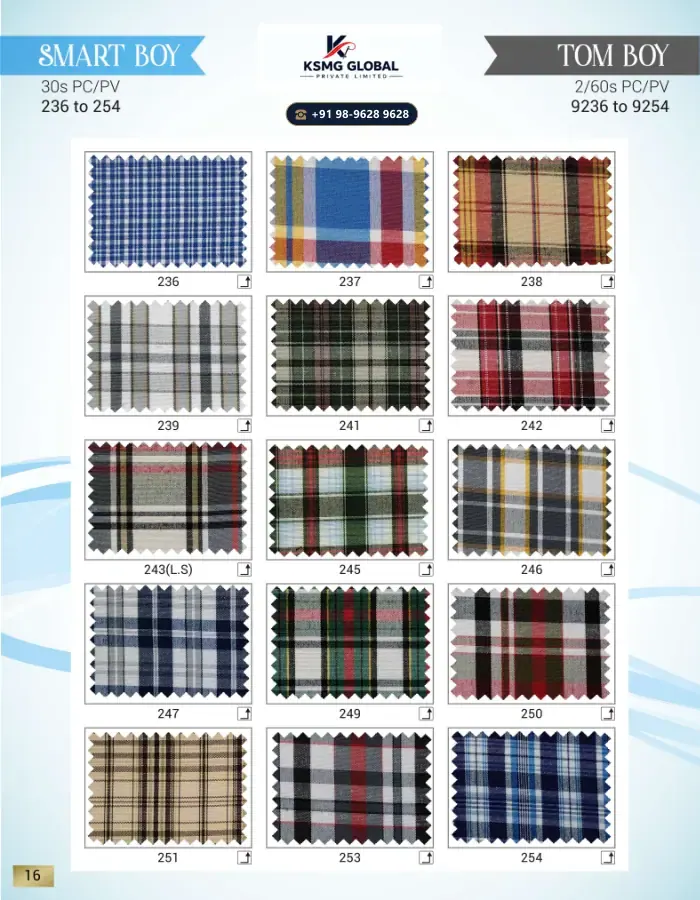 SMART BOY
30s PC/PV
236 to 254
KSMG GLOBAL
PRIVATE LIMITED
+91 98-9628 9628
TOM BOY
2/60s PC/PV
9236 to 9254
236
237
238
239
241
242
243(L.S)
245
246
247
249
250
251
253
254
16